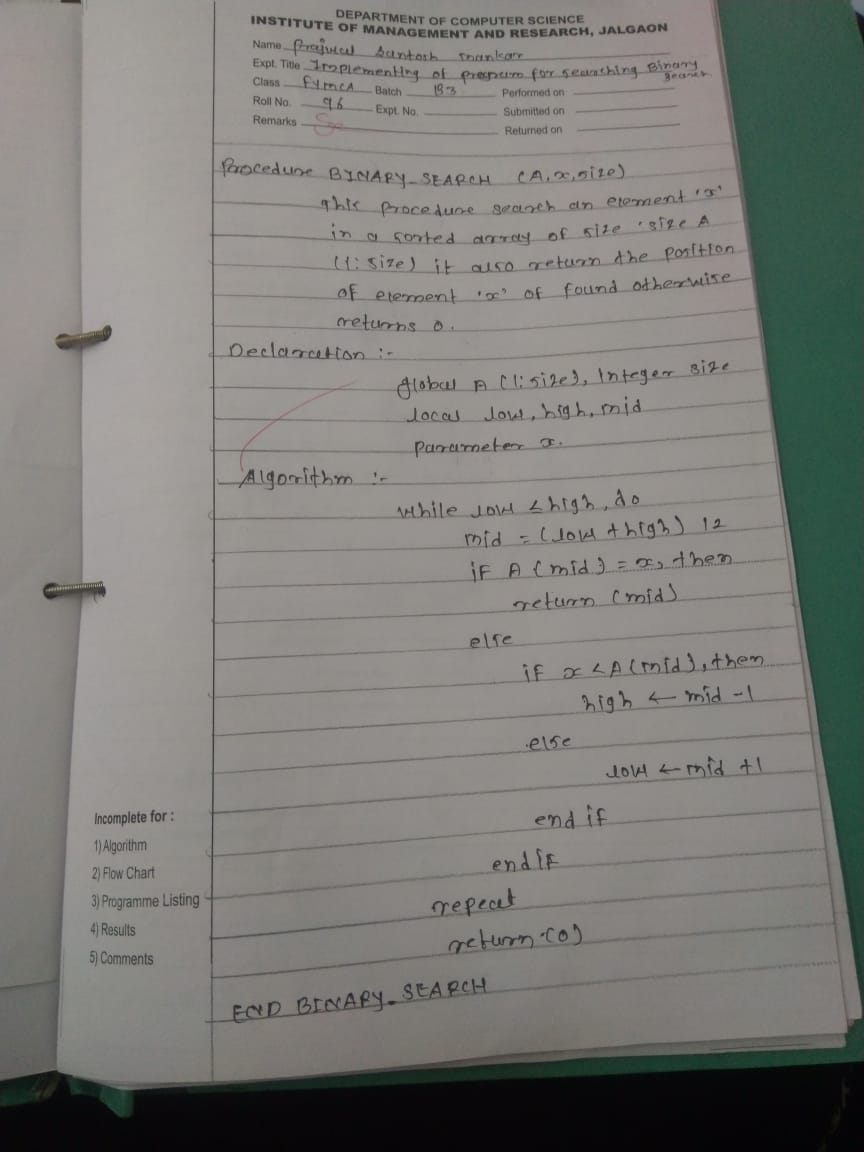 DEPARTMENT OF COMPUTER SCIENCE
INSTITUTE OF MANAGEMENT AND RESEARCH, JALGAON
Name Prajwal Santosh mankar
Expt. Title Implementing of program for searching Binary
search
Class FYMCA Batch B3 Performed on
Roll No. 96 Expt. No. Submitted on
Remarks
Returned on
Procedure BINARY_SEARCH (A,x,size)
This procedure search an element 'x'
in a sorted array of size 'size A
(1:size) it also return the position
of element 'x' of found otherwise
returns 0.
Declarcation :-
global A (1:size), Integer size
local low, high, mid
Parameter x.
Algorithm :-
while low ≤ high, do
mid = (low + high) / 2
if A (mid) = x, then
return (mid)
else
if x < A(mid), then
high ← mid -1
else
low ← mid +1
end if
end if
repeat
return (0)
END BINARY_SEARCH
Incomplete for :
1) Algorithm
2) Flow Chart
3) Programme Listing
4) Results
5) Comments